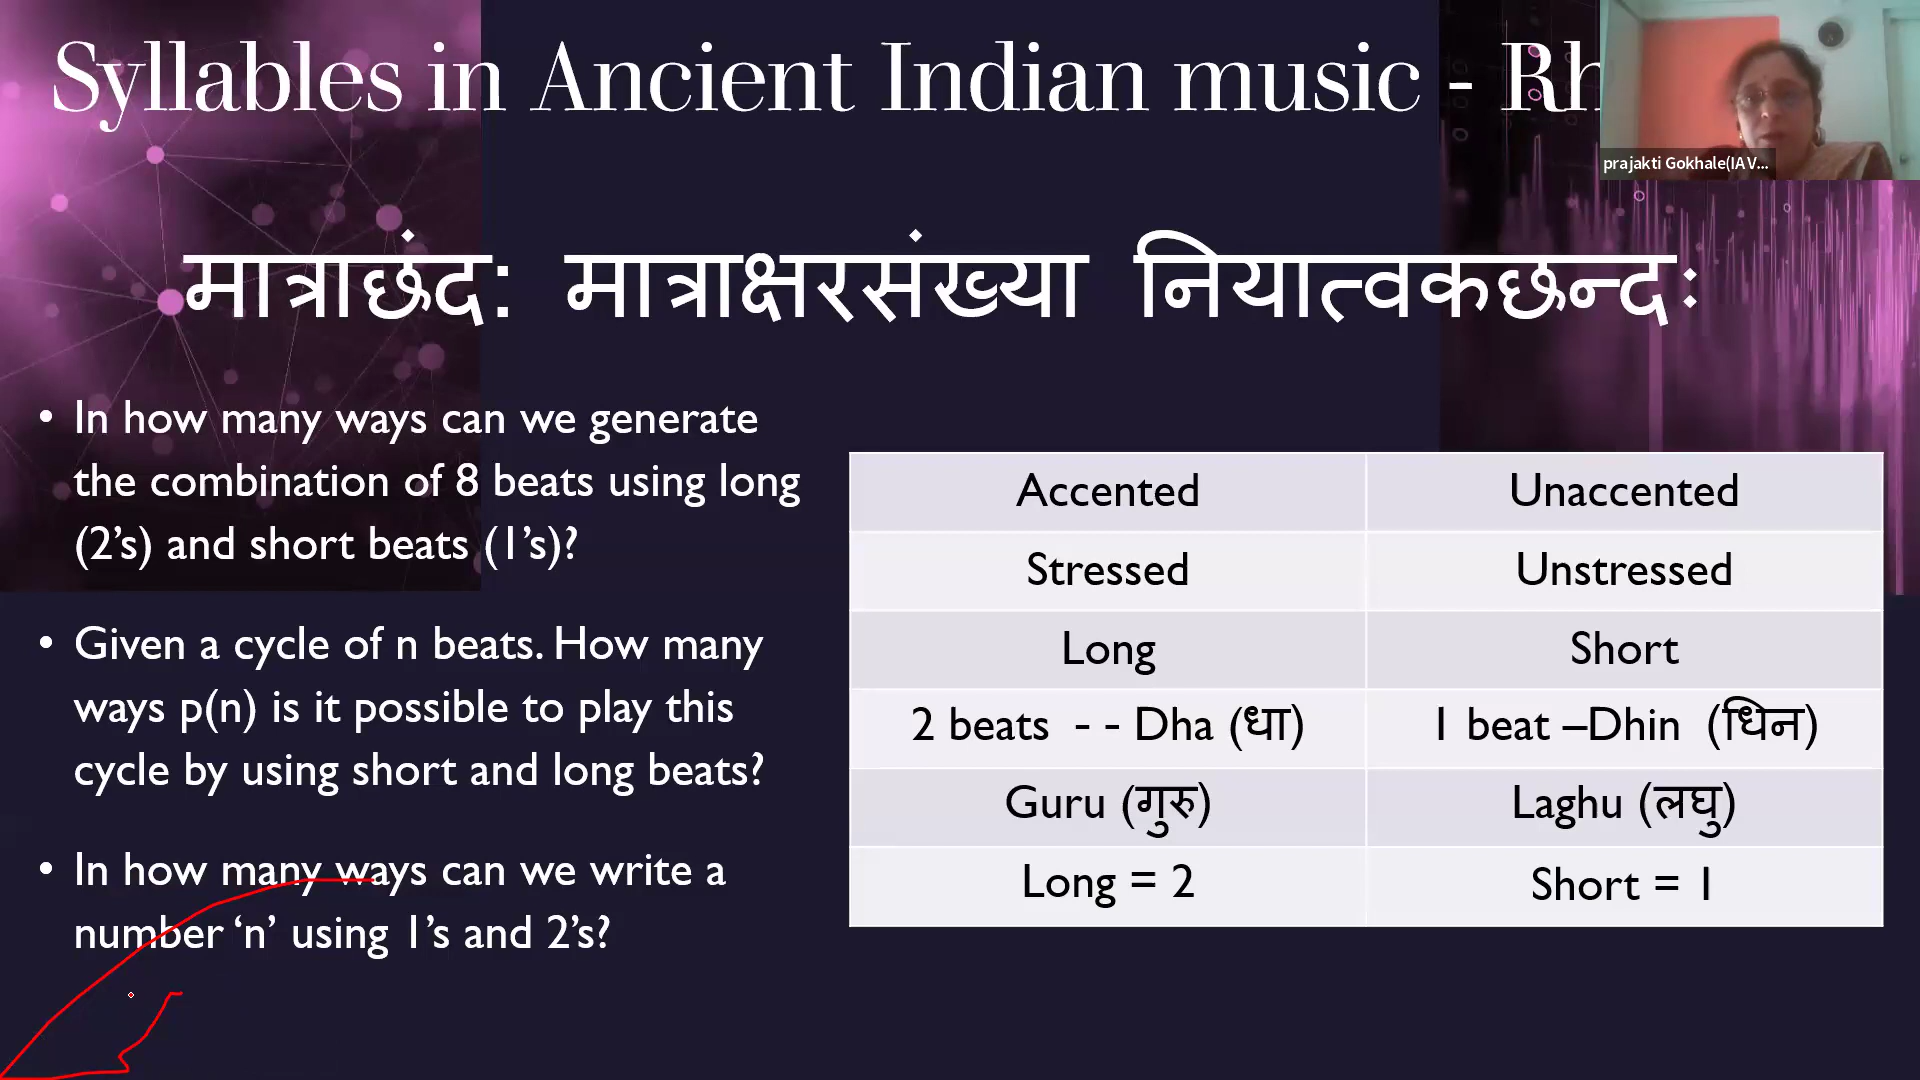 Syllables in Ancient Indian music - Rh
prajakti Gokhale(IAV...
मात्राछंद: मात्राक्षरसंख्या नियात्वकछन्दः
• In how many ways can we generate
the combination of 8 beats using long
(2’s) and short beats (1’s)?
• Given a cycle of n beats. How many
ways p(n) is it possible to play this
cycle by using short and long beats?
• In how many ways can we write a
number ‘n’ using 1’s and 2’s?
Accented Unaccented
Stressed Unstressed
Long Short
2 beats - - Dha (धा) 1 beat –Dhin (धिन)
Guru (गुरु) Laghu (लघु)
Long = 2 Short = 1